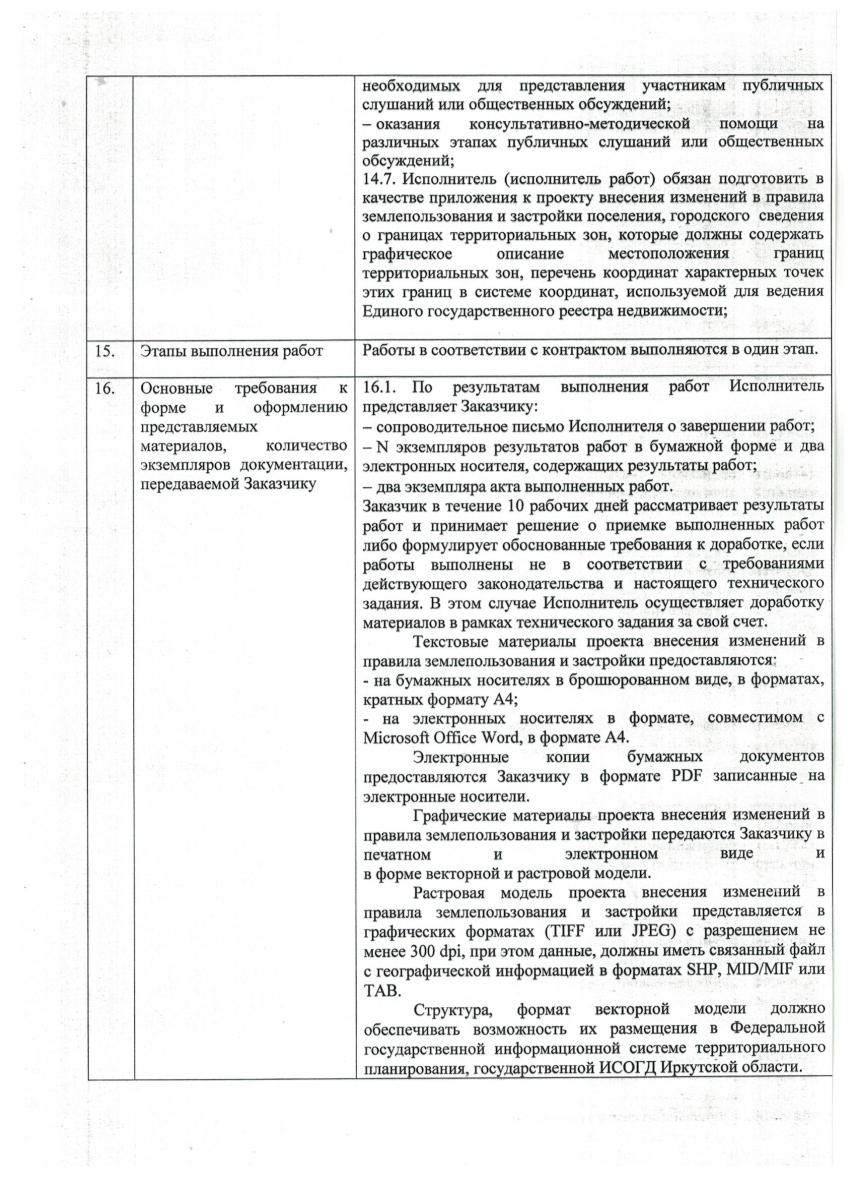 необходимых для представления участникам публичных
слушаний или общественных обсуждений;
– оказания консультативно-методической помощи на
различных этапах публичных слушаний или общественных
обсуждений;
14.7. Исполнитель (исполнитель работ) обязан подготовить в
качестве приложения к проекту внесения изменений в правила
землепользования и застройки поселения, городского сведения
о границах территориальных зон, которые должны содержать
графическое описание местоположения границ
территориальных зон, перечень координат характерных точек
этих границ в системе координат, используемой для ведения
Единого государственного реестра недвижимости;
15. Этапы выполнения работ
Работы в соответствии с контрактом выполняются в один этап.
16. Основные требования к
форме и оформлению
представляемых
материалов, количество
экземпляров документации,
передаваемой Заказчику
16.1. По результатам выполнения работ Исполнитель
представляет Заказчику:
– сопроводительное письмо Исполнителя о завершении работ;
– N экземпляров результатов работ в бумажной форме и два
электронных носителя, содержащих результаты работ;
– два экземпляра акта выполненных работ.
Заказчик в течение 10 рабочих дней рассматривает результаты
работ и принимает решение о приемке выполненных работ
либо формулирует обоснованные требования к доработке, если
работы выполнены не в соответствии с требованиями
действующего законодательства и настоящего технического
задания. В этом случае Исполнитель осуществляет доработку
материалов в рамках технического задания за свой счет.
Текстовые материалы проекта внесения изменений в
правила землепользования и застройки предоставляются:
- на бумажных носителях в брошюрованном виде, в форматах,
кратных формату А4;
- на электронных носителях в формате, совместимом с
Microsoft Office Word, в формате А4.
Электронные копии бумажных документов
предоставляются Заказчику в формате PDF записанные на
электронные носители.
Графические материалы проекта внесения изменений в
правила землепользования и застройки передаются Заказчику в
печатном и электронном виде и
в форме векторной и растровой модели.
Растровая модель проекта внесения изменений в
правила землепользования и застройки представляется в
графических форматах (TIFF или JPEG) с разрешением не
менее 300 dpi, при этом данные, должны иметь связанный файл
с географической информацией в форматах SHP, MID/MIF или
TAB.
Структура, формат векторной модели должно
обеспечивать возможность их размещения в Федеральной
государственной информационной системе территориального
планирования, государственной ИСОГД Иркутской области.